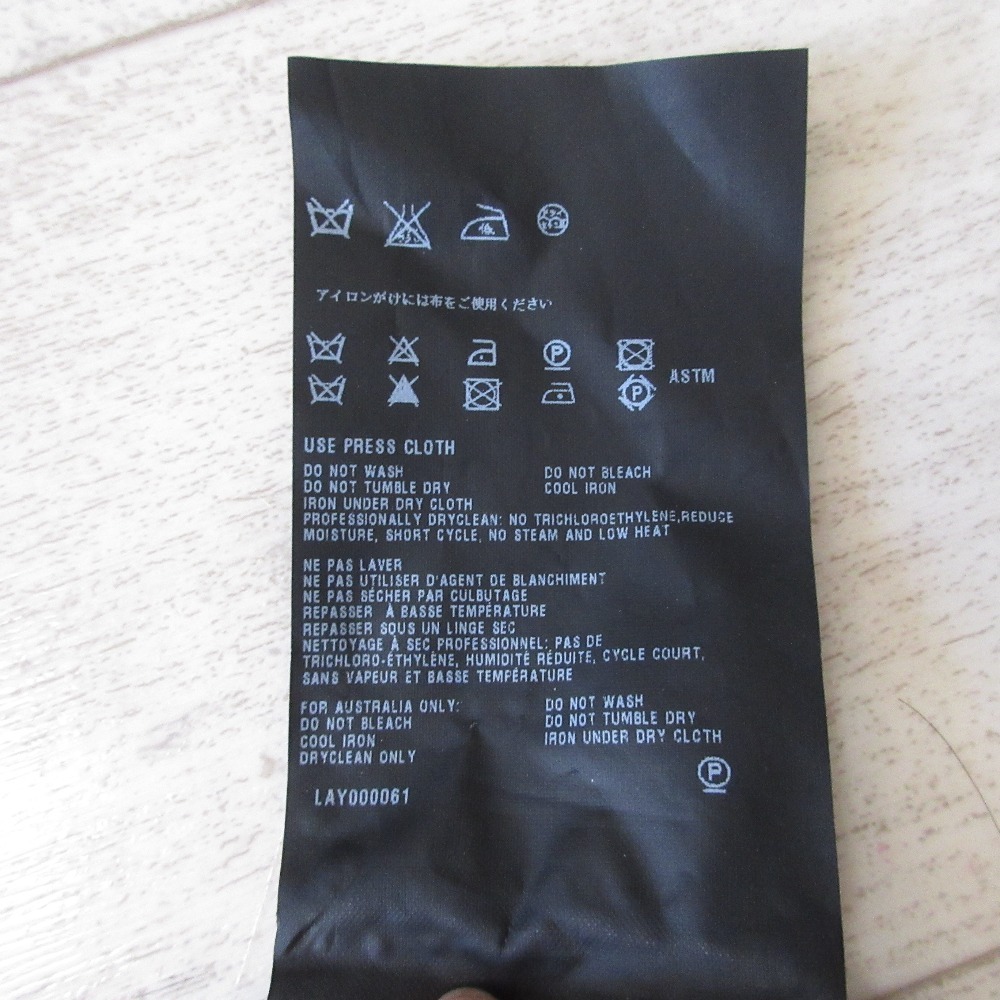 低
アイロンがけには布をご使用ください
P
ASTM
P
USE PRESS CLOTH
DO NOT WASH DO NOT BLEACH
DO NOT TUMBLE DRY COOL IRON
IRON UNDER DRY CLOTH
PROFESSIONALLY DRYCLEAN: NO TRICHLOROETHYLENE,REDUCE
MOISTURE, SHORT CYCLE, NO STEAM AND LOW HEAT
NE PAS LAVER
NE PAS UTILISER D'AGENT DE BLANCHIMENT
NE PAS SÉCHER PAR CULBUTAGE
REPASSER À BASSE TEMPÉRATURE
REPASSER SOUS UN LINGE SEC
NETTOYAGE À SEC PROFESSIONNEL: PAS DE
TRICHLORO-ÉTHYLÈNE, HUMIDITÉ RÉDUITE, CYCLE COURT,
SANS VAPEUR ET BASSE TEMPÉRATURE
FOR AUSTRALIA ONLY: DO NOT WASH
DO NOT BLEACH DO NOT TUMBLE DRY
COOL IRON IRON UNDER DRY CLOTH
DRYCLEAN ONLY
P
LAY000061